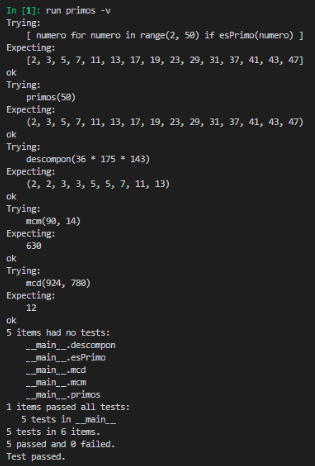 In [1]: run primos -v
Trying:
    [ numero for numero in range(2, 50) if esPrimo(numero) ]
Expecting:
    [2, 3, 5, 7, 11, 13, 17, 19, 23, 29, 31, 37, 41, 43, 47]
ok
Trying:
    primos(50)
Expecting:
    (2, 3, 5, 7, 11, 13, 17, 19, 23, 29, 31, 37, 41, 43, 47)
ok
Trying:
    descompon(36 * 175 * 143)
Expecting:
    (2, 2, 3, 3, 5, 5, 7, 11, 13)
ok
Trying:
    mcm(90, 14)
Expecting:
    630
ok
Trying:
    mcd(924, 780)
Expecting:
    12
ok
5 items had no tests:
    __main__.descompon
    __main__.esPrimo
    __main__.mcd
    __main__.mcm
    __main__.primos
1 items passed all tests:
   5 tests in __main__
5 tests in 6 items.
5 passed and 0 failed.
Test passed.